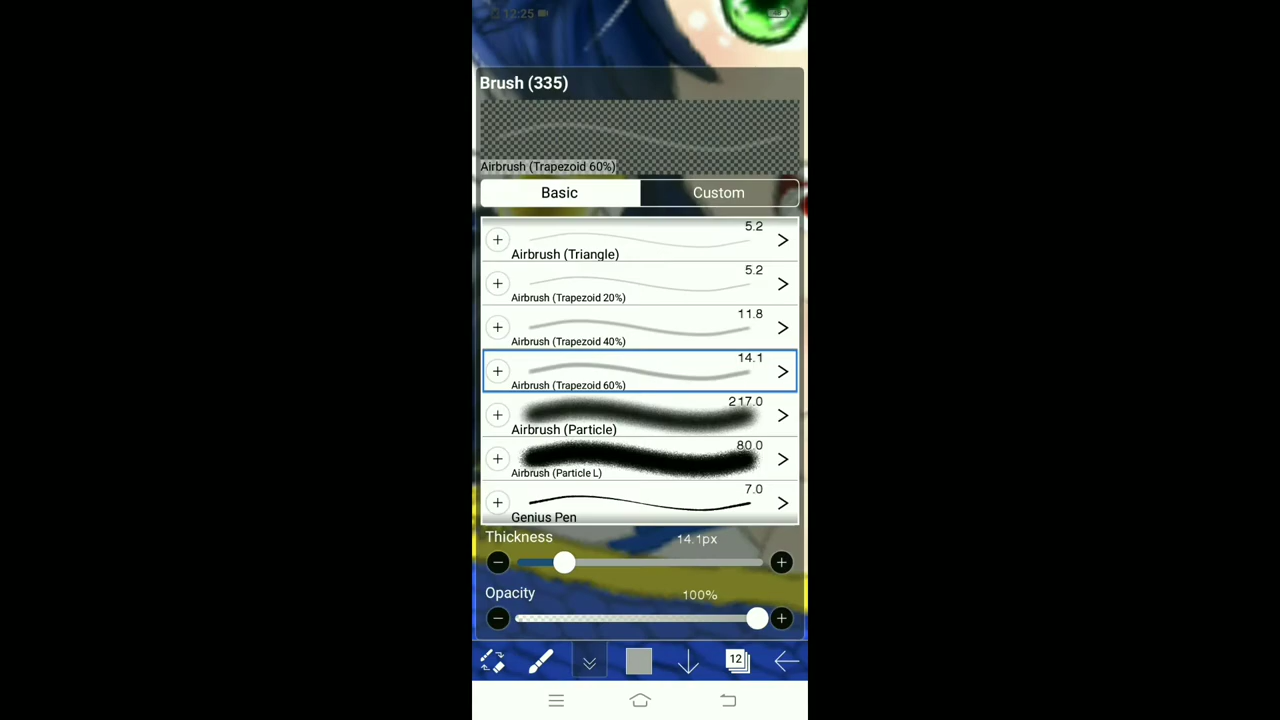 12:25
Brush (335)
Airbrush (Trapezoid 60%)
Basic
Custom
5.2
Airbrush (Triangle)
5.2
Airbrush (Trapezoid 20%)
11.8
Airbrush (Trapezoid 40%)
14.1
Airbrush (Trapezoid 60%)
217.0
Airbrush (Particle)
80.0
Airbrush (Particle L)
7.0
Genius Pen
Thickness
14.1px
Opacity
100%
12